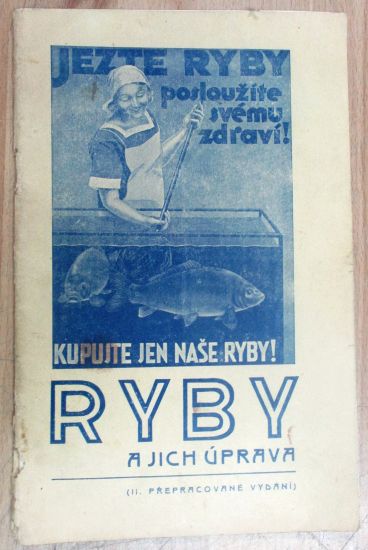 JEZTE RYBY
posloužíte
svému
zdraví!
KUPUJTE JEN NAŠE RYBY!
RYBY
A JICH ÚPRAVA
(II. PŘEPRACOVANÉ VYDÁNÍ)